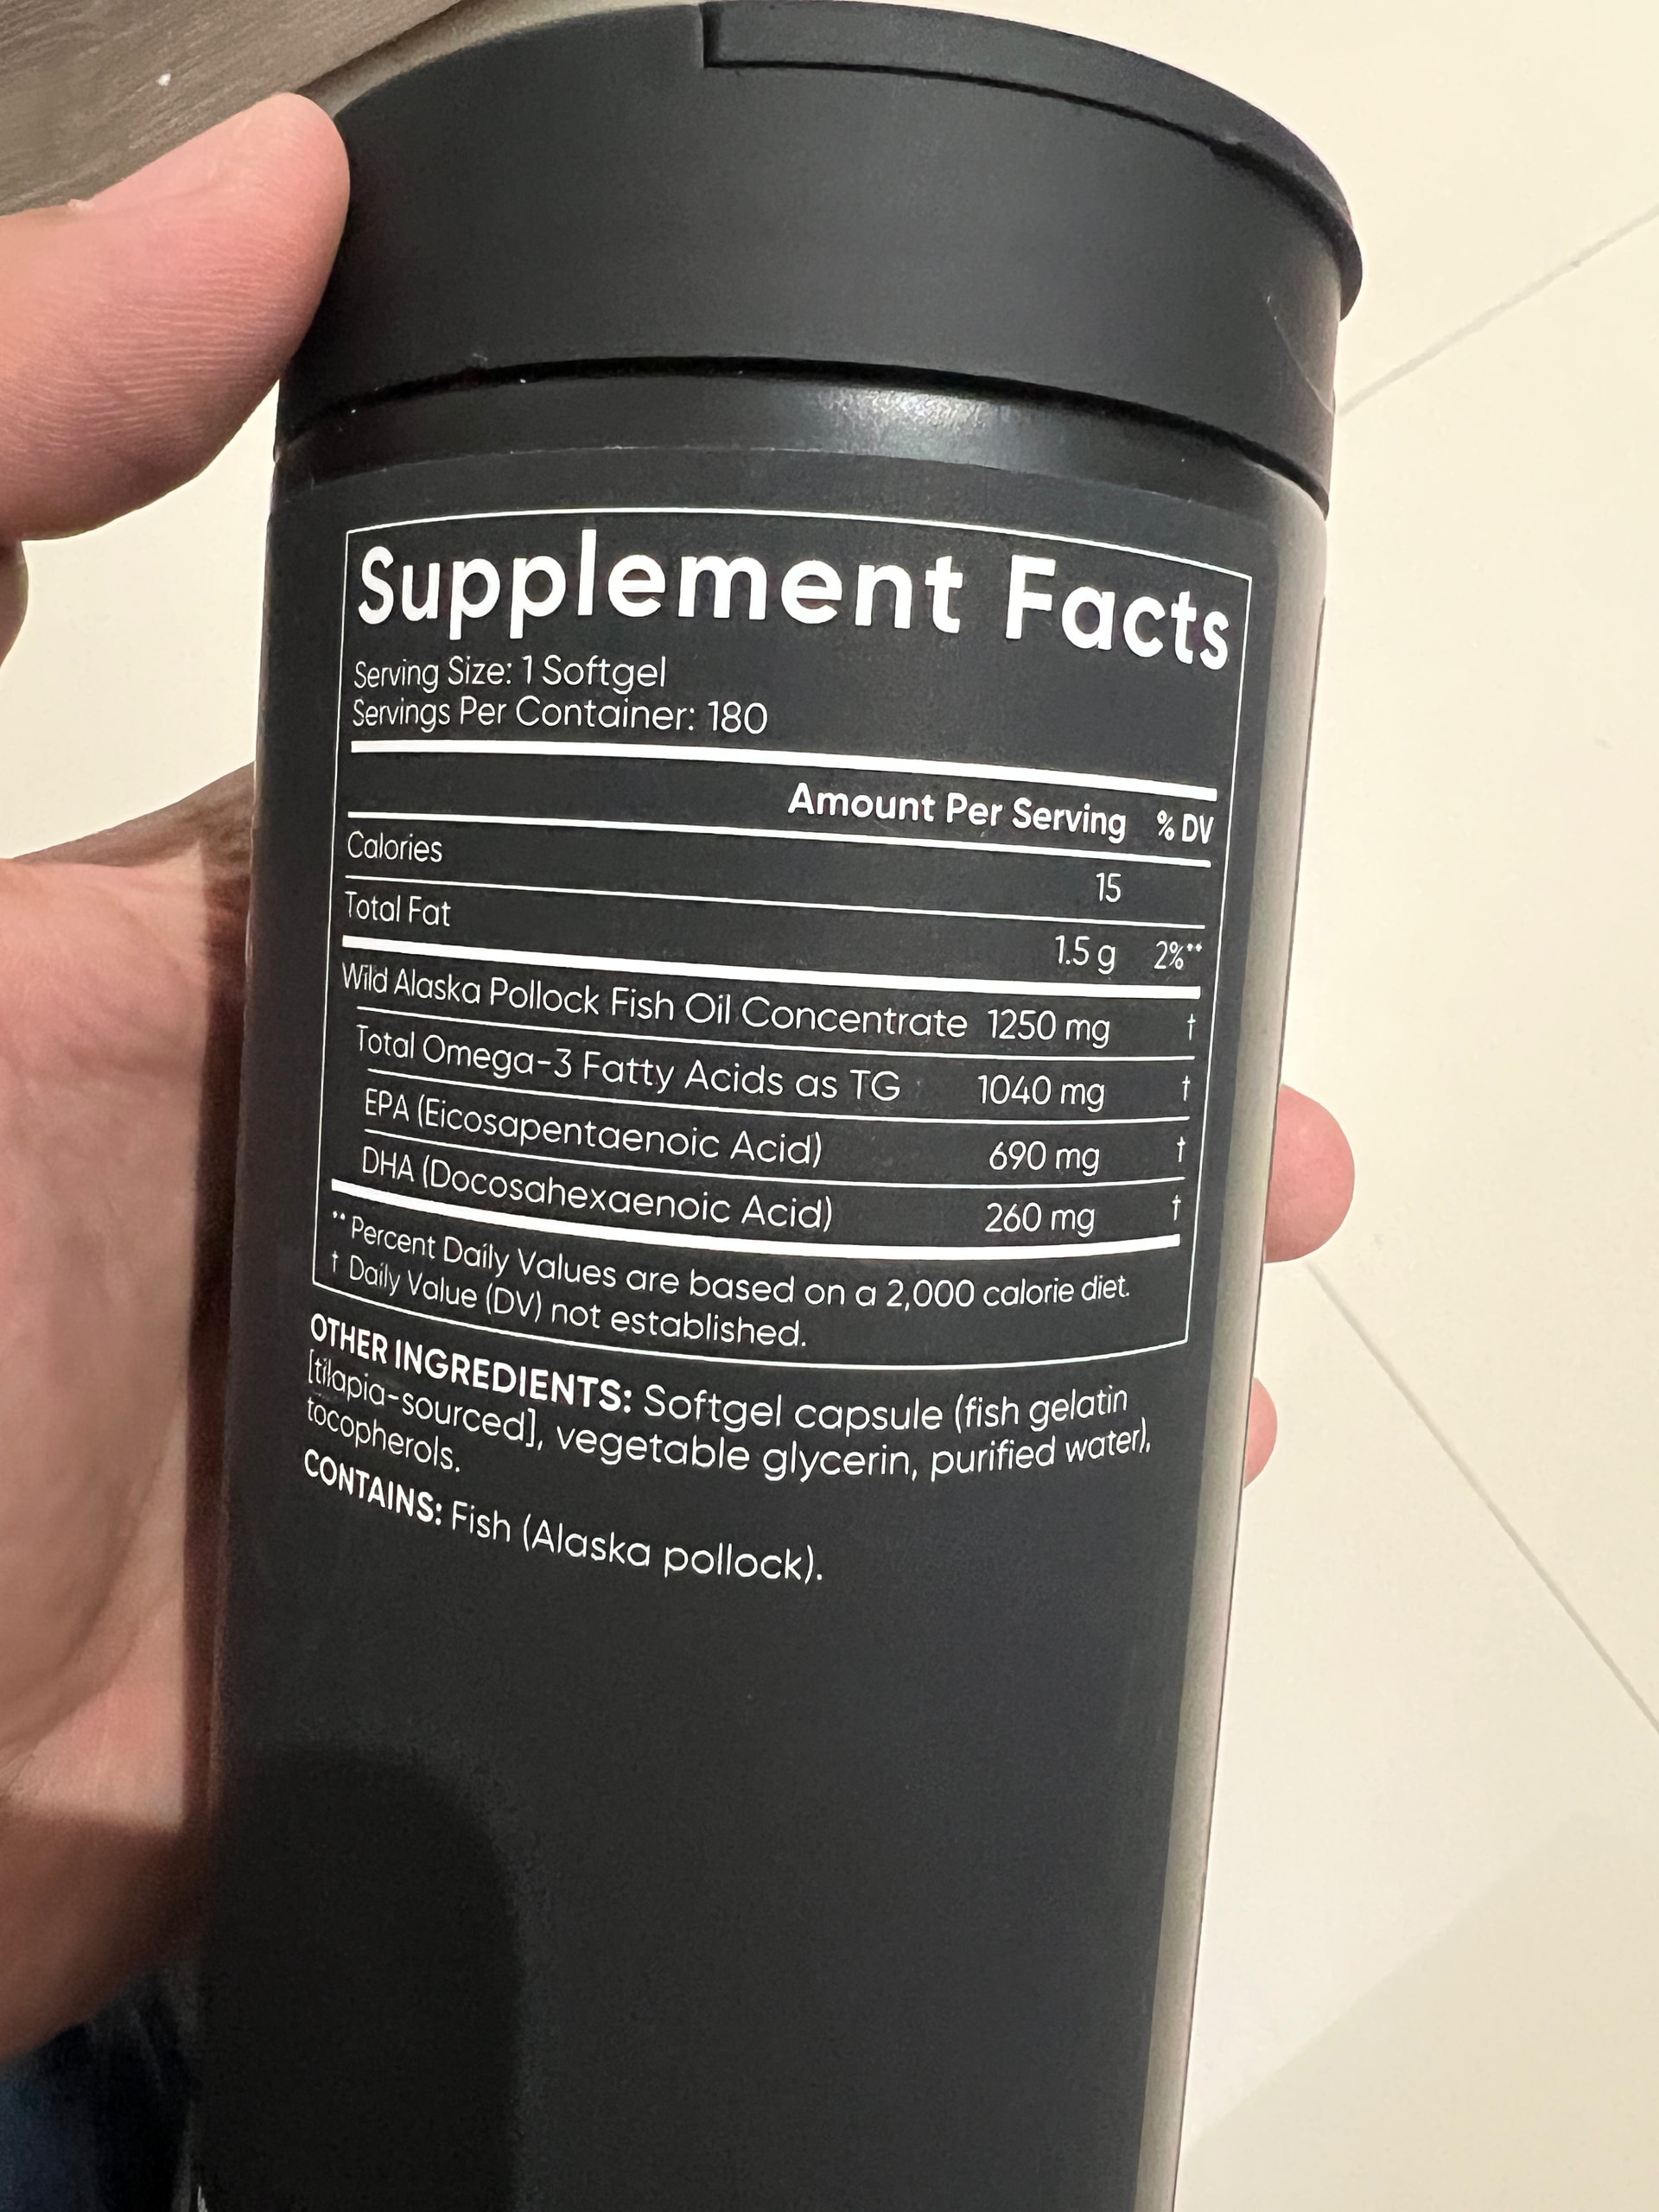 Supplement Facts
Serving Size: 1 Softgel
Servings Per Container: 180
Amount Per Serving % DV
Calories 15
Total Fat 1.5 g 2%**
Wild Alaska Pollock Fish Oil Concentrate 1250 mg †
Total Omega-3 Fatty Acids as TG 1040 mg †
EPA (Eicosapentaenoic Acid) 690 mg †
DHA (Docosahexaenoic Acid) 260 mg †
** Percent Daily Values are based on a 2,000 calorie diet.
† Daily Value (DV) not established.
OTHER INGREDIENTS: Softgel capsule (fish gelatin
[tilapia-sourced], vegetable glycerin, purified water),
tocopherols.
CONTAINS: Fish (Alaska pollock).